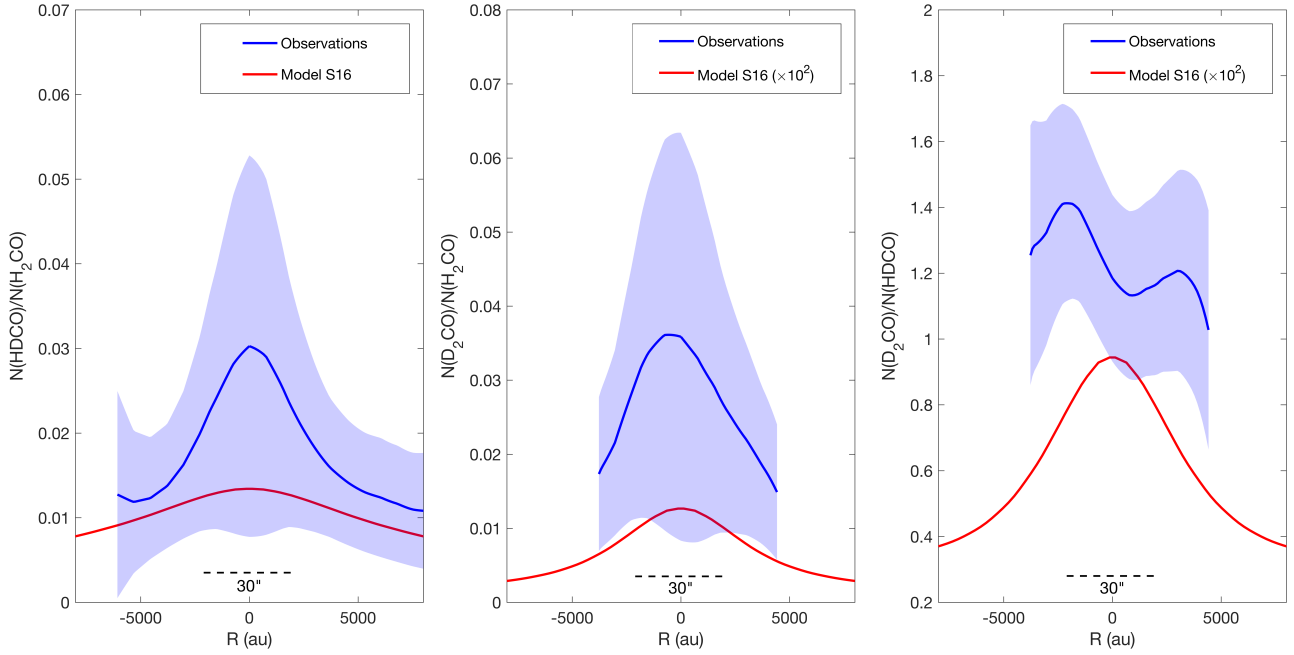 0.07
0.06
0.05
0.04
0.03
0.02
0.01
0
N(HDCO)/N(H₂CO)
Observations
Model S16
30"
-5000 0 5000
R (au)
0.08
0.07
0.06
0.05
0.04
0.03
0.02
0.01
0
N(D₂CO)/N(H₂CO)
Observations
Model S16 (×10²)
30"
-5000 0 5000
R (au)
2
1.8
1.6
1.4
1.2
1
0.8
0.6
0.4
0.2
N(D₂CO)/N(HDCO)
Observations
Model S16 (×10²)
30"
-5000 0 5000
R (au)